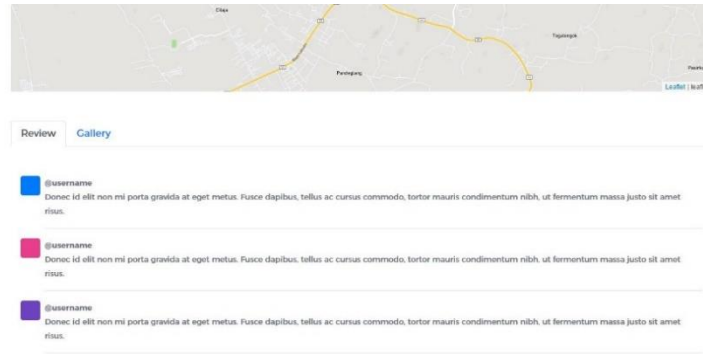 Cilaja
Togorengok
Pandeglang
Leaflet
Review Gallery
@username
Donec id elit non mi porta gravida at eget metus. Fusce dapibus, tellus ac cursus commodo, tortor mauris condimentum nibh, ut fermentum massa justo sit amet
risus.
@username
Donec id elit non mi porta gravida at eget metus. Fusce dapibus, tellus ac cursus commodo, tortor mauris condimentum nibh, ut fermentum massa justo sit amet
risus.
@username
Donec id elit non mi porta gravida at eget metus. Fusce dapibus, tellus ac cursus commodo, tortor mauris condimentum nibh, ut fermentum massa justo sit amet
risus.